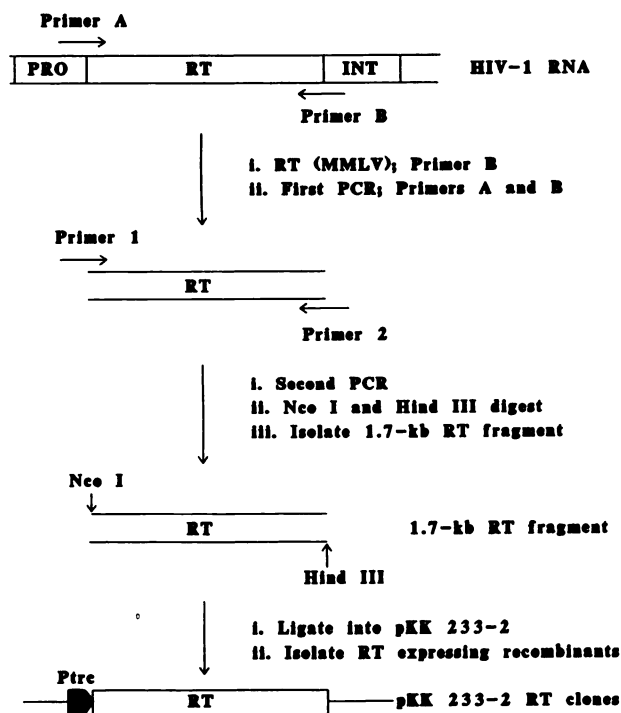 Primer A
PRO RT INT HIV-1 RNA
Primer B
i. RT (MMLV); Primer B
ii. First PCR; Primers A and B
Primer 1
RT
Primer 2
i. Second PCR
ii. Nco I and Hind III digest
iii. Isolate 1.7-kb RT fragment
Nco I
RT 1.7-kb RT fragment
Hind III
i. Ligate into pKK 233-2
ii. Isolate RT expressing recombinants
Ptrc
RT pKK 233-2 RT clones